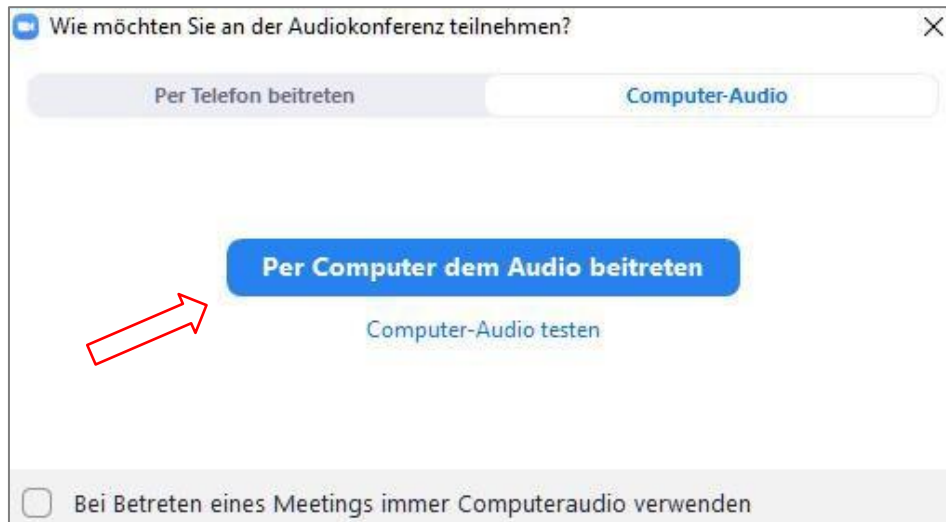 Wie möchten Sie an der Audiokonferenz teilnehmen?
Per Telefon beitreten
Computer-Audio
Per Computer dem Audio beitreten
Computer-Audio testen
Bei Betreten eines Meetings immer Computeraudio verwenden